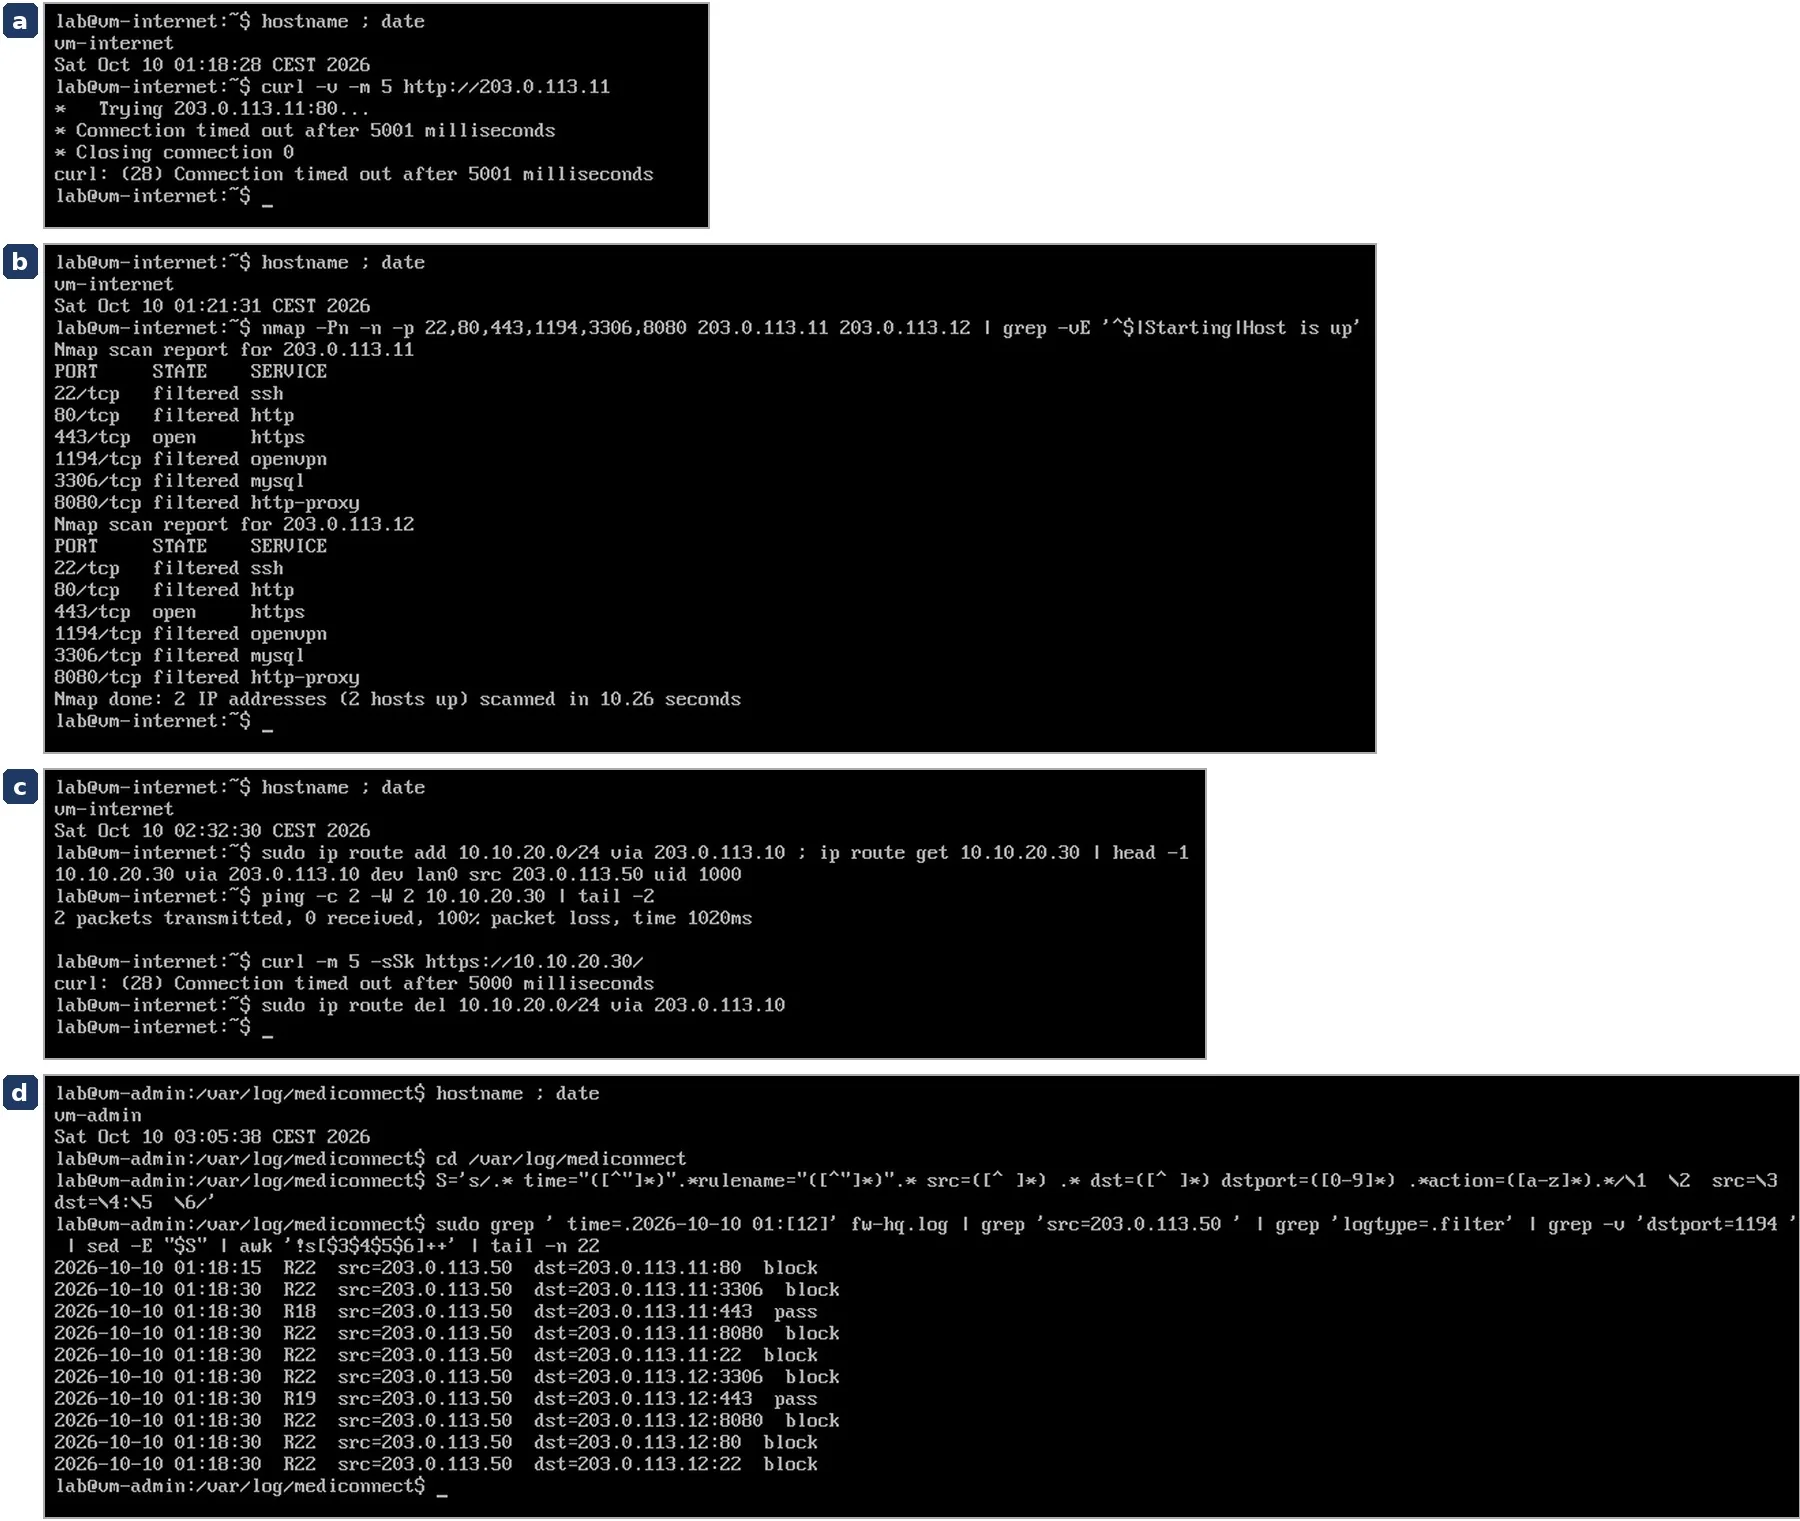 a
lab@vm-internet:~$ hostname ; date
vm-internet
Sat Oct 10 01:18:28 CEST 2026
lab@vm-internet:~$ curl -v -m 5 http://203.0.113.11
*   Trying 203.0.113.11:80...
* Connection timed out after 5001 milliseconds
* Closing connection 0
curl: (28) Connection timed out after 5001 milliseconds
lab@vm-internet:~$ _
b
lab@vm-internet:~$ hostname ; date
vm-internet
Sat Oct 10 01:21:31 CEST 2026
lab@vm-internet:~$ nmap -Pn -n -p 22,80,443,1194,3306,8080 203.0.113.11 203.0.113.12 | grep -vE '^$|Starting|Host is up'
Nmap scan report for 203.0.113.11
PORT     STATE    SERVICE
22/tcp   filtered ssh
80/tcp   filtered http
443/tcp  open     https
1194/tcp filtered openvpn
3306/tcp filtered mysql
8080/tcp filtered http-proxy
Nmap scan report for 203.0.113.12
PORT     STATE    SERVICE
22/tcp   filtered ssh
80/tcp   filtered http
443/tcp  open     https
1194/tcp filtered openvpn
3306/tcp filtered mysql
8080/tcp filtered http-proxy
Nmap done: 2 IP addresses (2 hosts up) scanned in 10.26 seconds
lab@vm-internet:~$ _
c
lab@vm-internet:~$ hostname ; date
vm-internet
Sat Oct 10 02:32:30 CEST 2026
lab@vm-internet:~$ sudo ip route add 10.10.20.0/24 via 203.0.113.10 ; ip route get 10.10.20.30 | head -1
10.10.20.30 via 203.0.113.10 dev lan0 src 203.0.113.50 uid 1000
lab@vm-internet:~$ ping -c 2 -W 2 10.10.20.30 | tail -2
2 packets transmitted, 0 received, 100% packet loss, time 1020ms

lab@vm-internet:~$ curl -m 5 -sSk https://10.10.20.30/
curl: (28) Connection timed out after 5000 milliseconds
lab@vm-internet:~$ sudo ip route del 10.10.20.0/24 via 203.0.113.10
lab@vm-internet:~$ _
d
lab@vm-admin:/var/log/mediconnect$ hostname ; date
vm-admin
Sat Oct 10 03:05:38 CEST 2026
lab@vm-admin:/var/log/mediconnect$ cd /var/log/mediconnect
lab@vm-admin:/var/log/mediconnect$ S='s/.* time="([^"]*)".*rulename="([^"]*)".* src=([^ ]*) .* dst=([^ ]*) dstport=([0-9]*) .*action=([a-z]*).*/\1  \2  src=\3
dst=\4:\5  \6/'
lab@vm-admin:/var/log/mediconnect$ sudo grep ' time=.2026-10-10 01:[12]' fw-hq.log | grep 'src=203.0.113.50 ' | grep 'logtype=.filter' | grep -v 'dstport=1194 '
 | sed -E "$S" | awk '!s[$3$4$5$6]++' | tail -n 22
2026-10-10 01:18:15  R22  src=203.0.113.50  dst=203.0.113.11:80  block
2026-10-10 01:18:30  R22  src=203.0.113.50  dst=203.0.113.11:3306  block
2026-10-10 01:18:30  R18  src=203.0.113.50  dst=203.0.113.11:443  pass
2026-10-10 01:18:30  R22  src=203.0.113.50  dst=203.0.113.11:8080  block
2026-10-10 01:18:30  R22  src=203.0.113.50  dst=203.0.113.11:22  block
2026-10-10 01:18:30  R22  src=203.0.113.50  dst=203.0.113.12:3306  block
2026-10-10 01:18:30  R19  src=203.0.113.50  dst=203.0.113.12:443  pass
2026-10-10 01:18:30  R22  src=203.0.113.50  dst=203.0.113.12:8080  block
2026-10-10 01:18:30  R22  src=203.0.113.50  dst=203.0.113.12:80  block
2026-10-10 01:18:30  R22  src=203.0.113.50  dst=203.0.113.12:22  block
lab@vm-admin:/var/log/mediconnect$ _